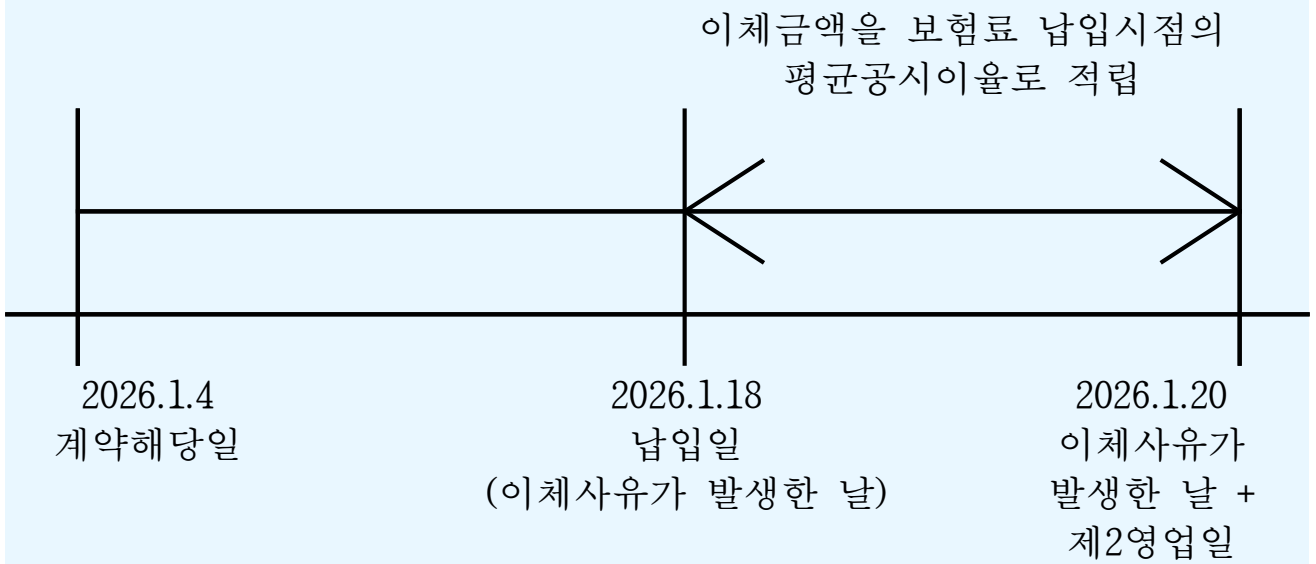 이체금액을 보험료 납입시점의
평균공시이율로 적립
2026.1.4
계약해당일
2026.1.18
납입일
(이체사유가 발생한 날)
2026.1.20
이체사유가
발생한 날 +
제2영업일